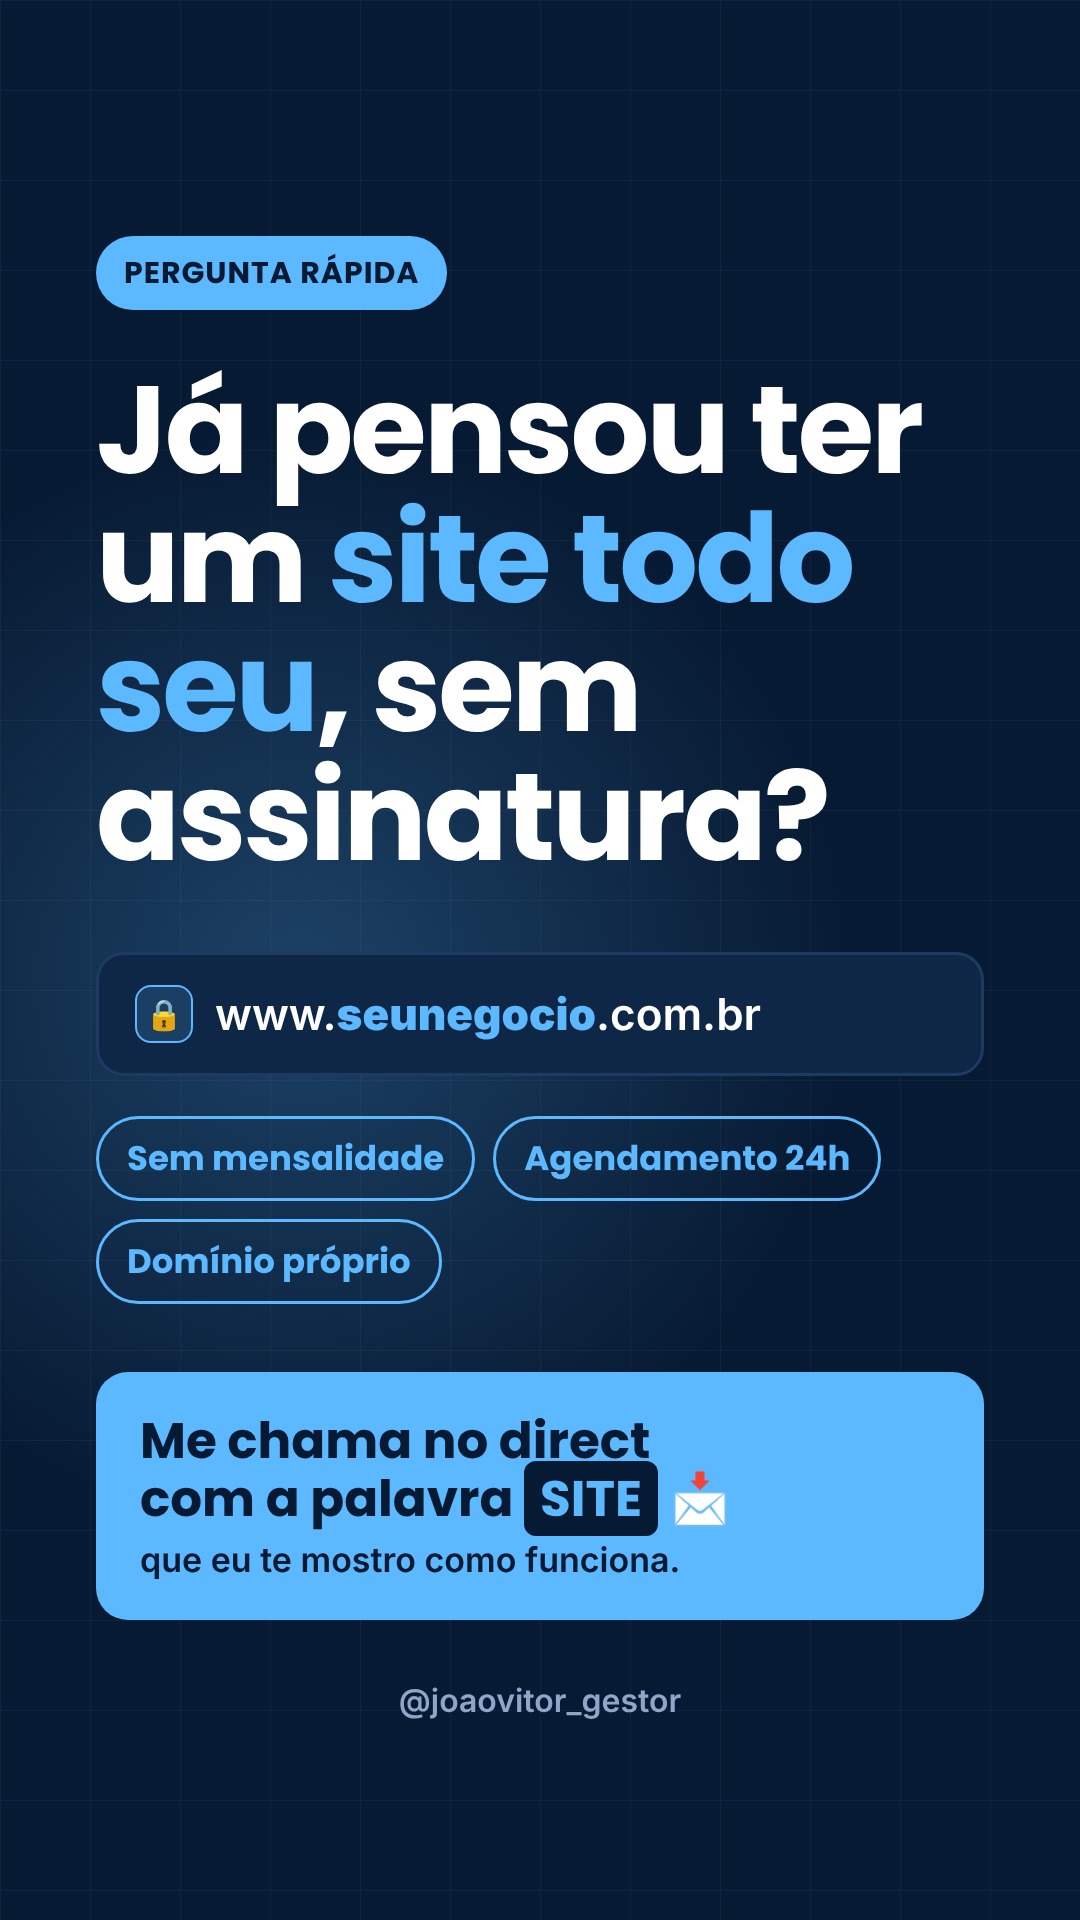 PERGUNTA RÁPIDA
Já pensou ter
um site todo
seu, sem
assinatura?
www.seunegocio.com.br
Sem mensalidade
Agendamento 24h
Domínio próprio
Me chama no direct
com a palavra SITE 📩
que eu te mostro como funciona.
@joaovitor_gestor